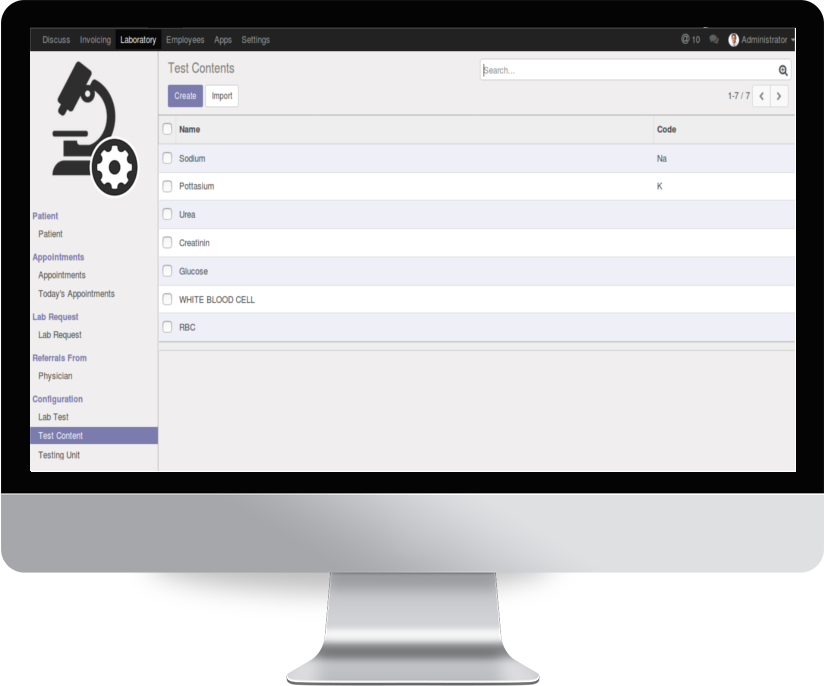 Discuss Invoicing Laboratory Employees Apps Settings @ 10 Administrator
Test Contents
Search...
Create Import
1-7 / 7
Name Code
Sodium Na
Pottasium K
Urea
Creatinin
Glucose
WHITE BLOOD CELL
RBC
Patient
Patient
Appointments
Appointments
Today's Appointments
Lab Request
Lab Request
Referrals From
Physician
Configuration
Lab Test
Test Content
Testing Unit